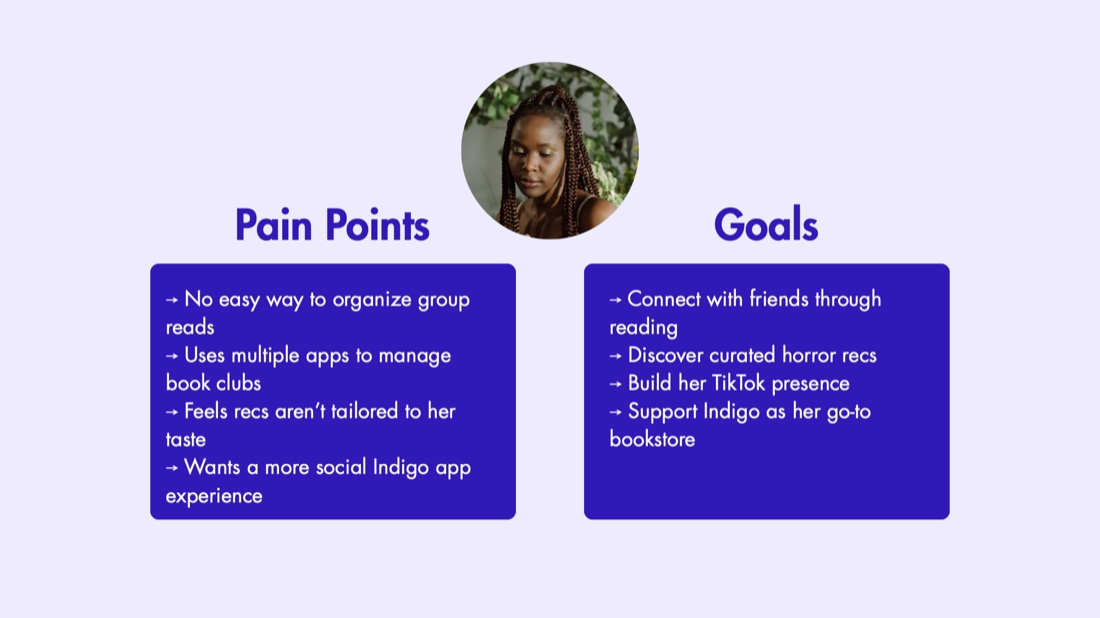 Pain Points
→ No easy way to organize group
reads
→ Uses multiple apps to manage
book clubs
→ Feels recs aren’t tailored to her
taste
→ Wants a more social Indigo app
experience
Goals
→ Connect with friends through
reading
→ Discover curated horror recs
→ Build her TikTok presence
→ Support Indigo as her go-to
bookstore